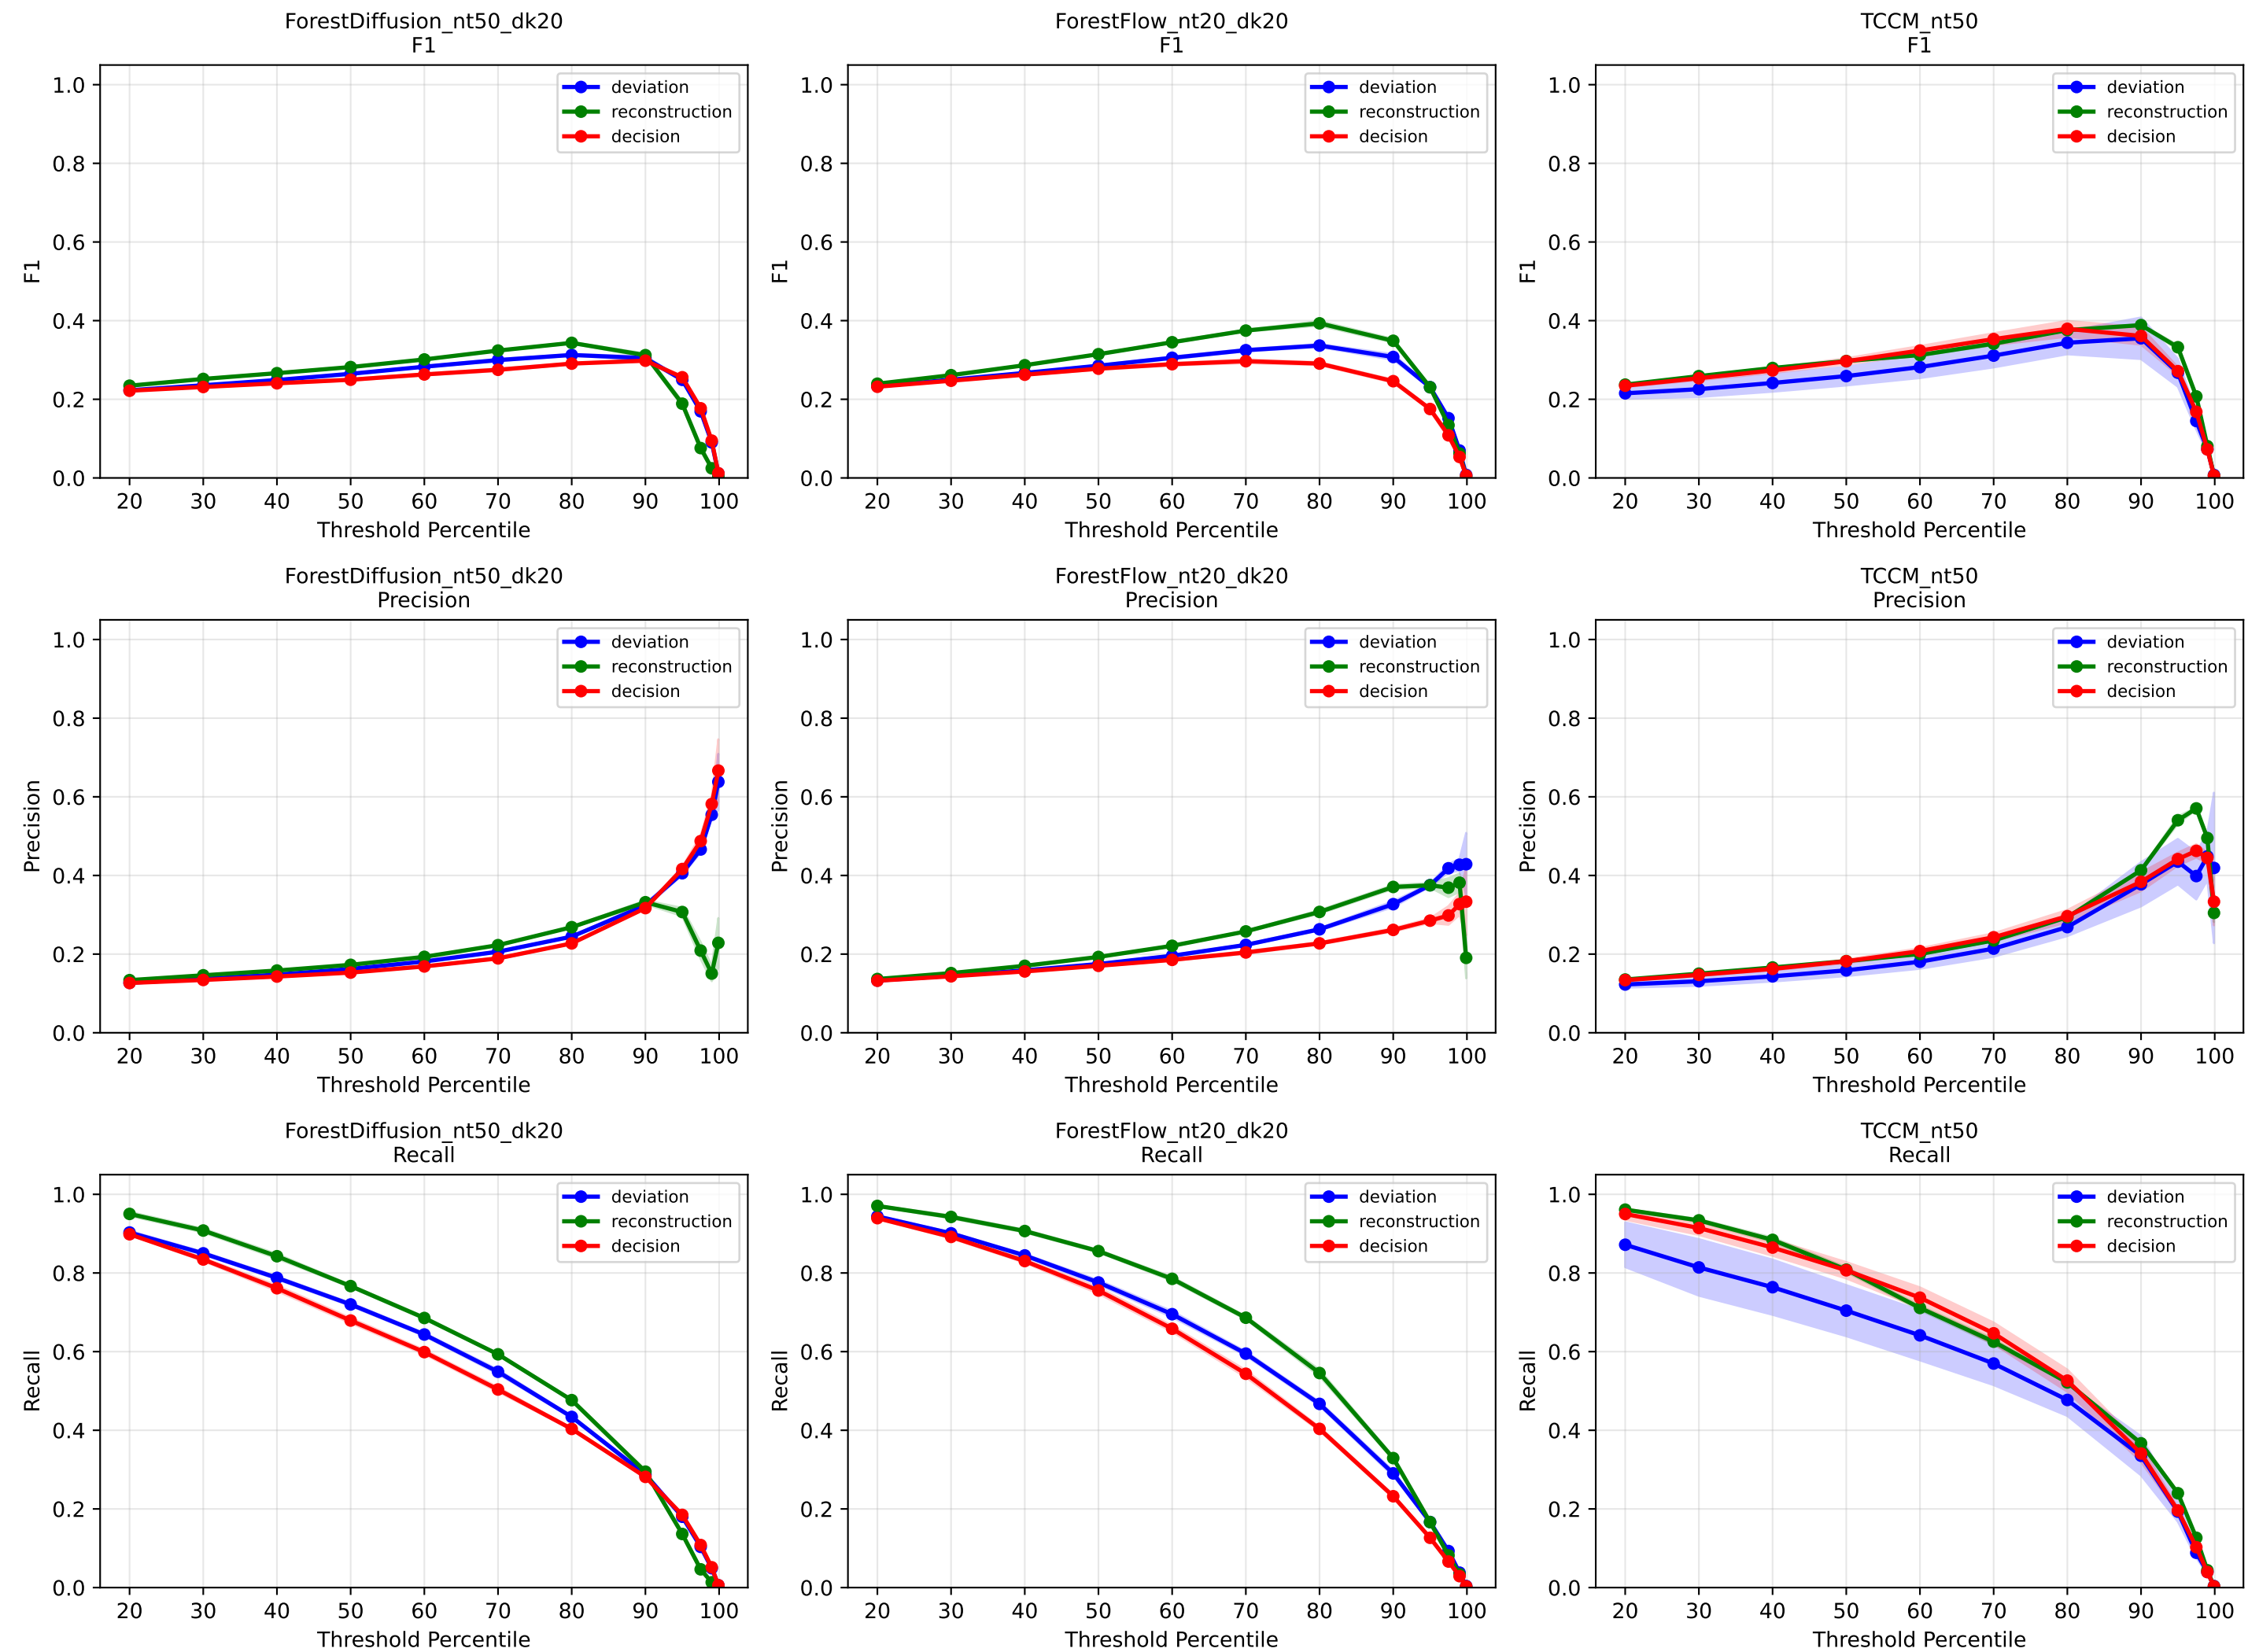 ForestDiffusion_nt50_dk20
F1
1.0
0.8
0.6
0.4
0.2
0.0
F1
20 30 40 50 60 70 80 90 100
Threshold Percentile
deviation
reconstruction
decision
ForestFlow_nt20_dk20
F1
1.0
0.8
0.6
0.4
0.2
0.0
F1
20 30 40 50 60 70 80 90 100
Threshold Percentile
deviation
reconstruction
decision
TCCM_nt50
F1
1.0
0.8
0.6
0.4
0.2
0.0
F1
20 30 40 50 60 70 80 90 100
Threshold Percentile
deviation
reconstruction
decision
ForestDiffusion_nt50_dk20
Precision
1.0
0.8
0.6
0.4
0.2
0.0
Precision
20 30 40 50 60 70 80 90 100
Threshold Percentile
deviation
reconstruction
decision
ForestFlow_nt20_dk20
Precision
1.0
0.8
0.6
0.4
0.2
0.0
Precision
20 30 40 50 60 70 80 90 100
Threshold Percentile
deviation
reconstruction
decision
TCCM_nt50
Precision
1.0
0.8
0.6
0.4
0.2
0.0
Precision
20 30 40 50 60 70 80 90 100
Threshold Percentile
deviation
reconstruction
decision
ForestDiffusion_nt50_dk20
Recall
1.0
0.8
0.6
0.4
0.2
0.0
Recall
20 30 40 50 60 70 80 90 100
Threshold Percentile
deviation
reconstruction
decision
ForestFlow_nt20_dk20
Recall
1.0
0.8
0.6
0.4
0.2
0.0
Recall
20 30 40 50 60 70 80 90 100
Threshold Percentile
deviation
reconstruction
decision
TCCM_nt50
Recall
1.0
0.8
0.6
0.4
0.2
0.0
Recall
20 30 40 50 60 70 80 90 100
Threshold Percentile
deviation
reconstruction
decision